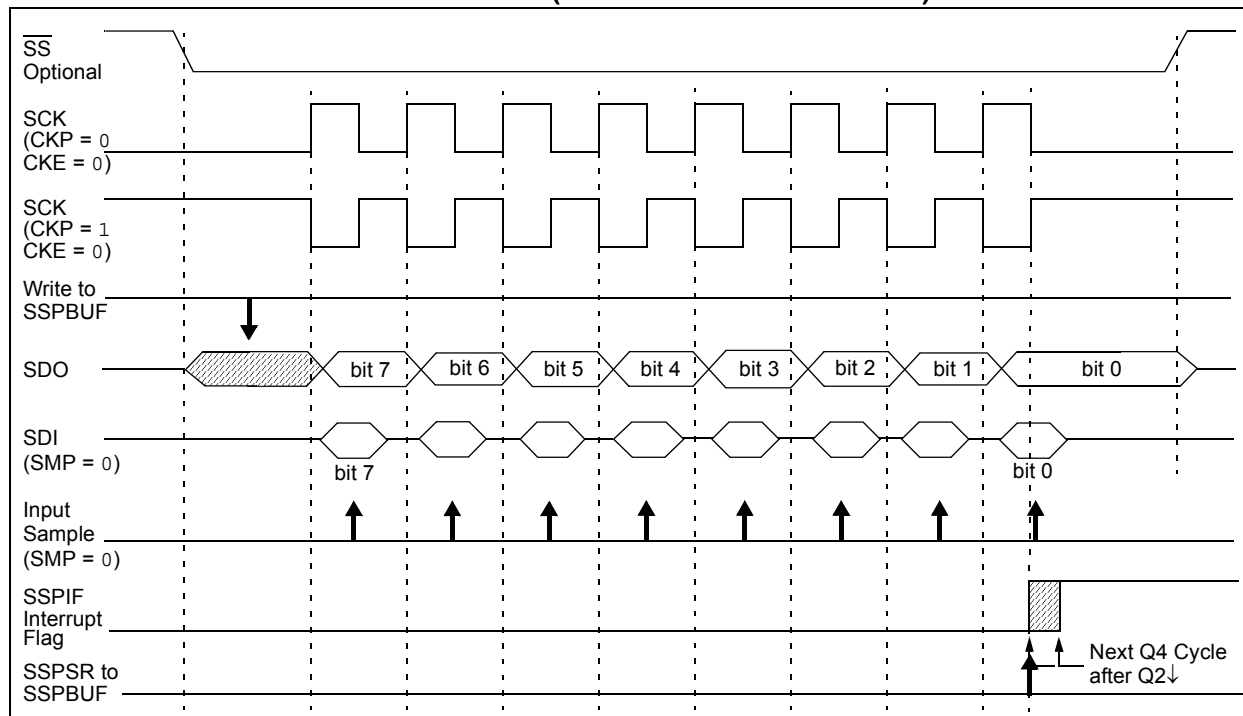 SS
Optional
SCK
(CKP = 0
CKE = 0)
SCK
(CKP = 1
CKE = 0)
Write to
SSPBUF
SDO
bit 7
bit 6
bit 5
bit 4
bit 3
bit 2
bit 1
bit 0
SDI
(SMP = 0)
bit 7
bit 0
Input
Sample
(SMP = 0)
SSPIF
Interrupt
Flag
Next Q4 Cycle
after Q2↓
SSPSR to
SSPBUF